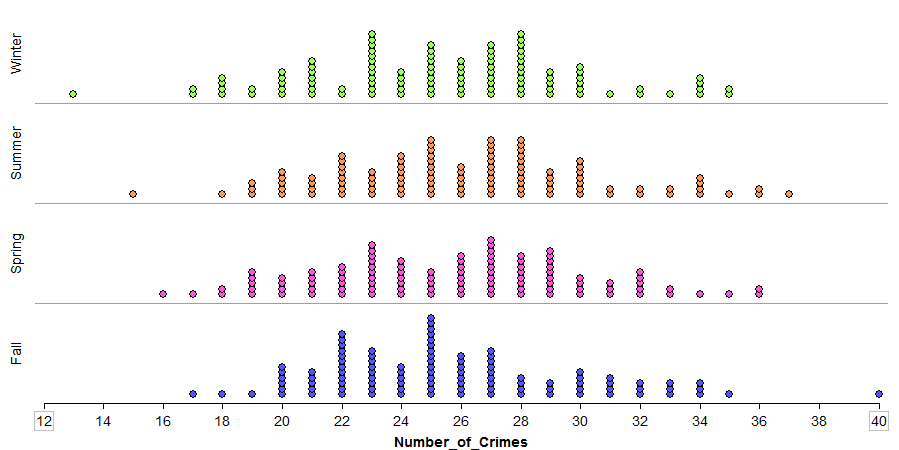 Winter
Summer
Spring
Fall
12 14 16 18 20 22 24 26 28 30 32 34 36 38 40
Number_of_Crimes